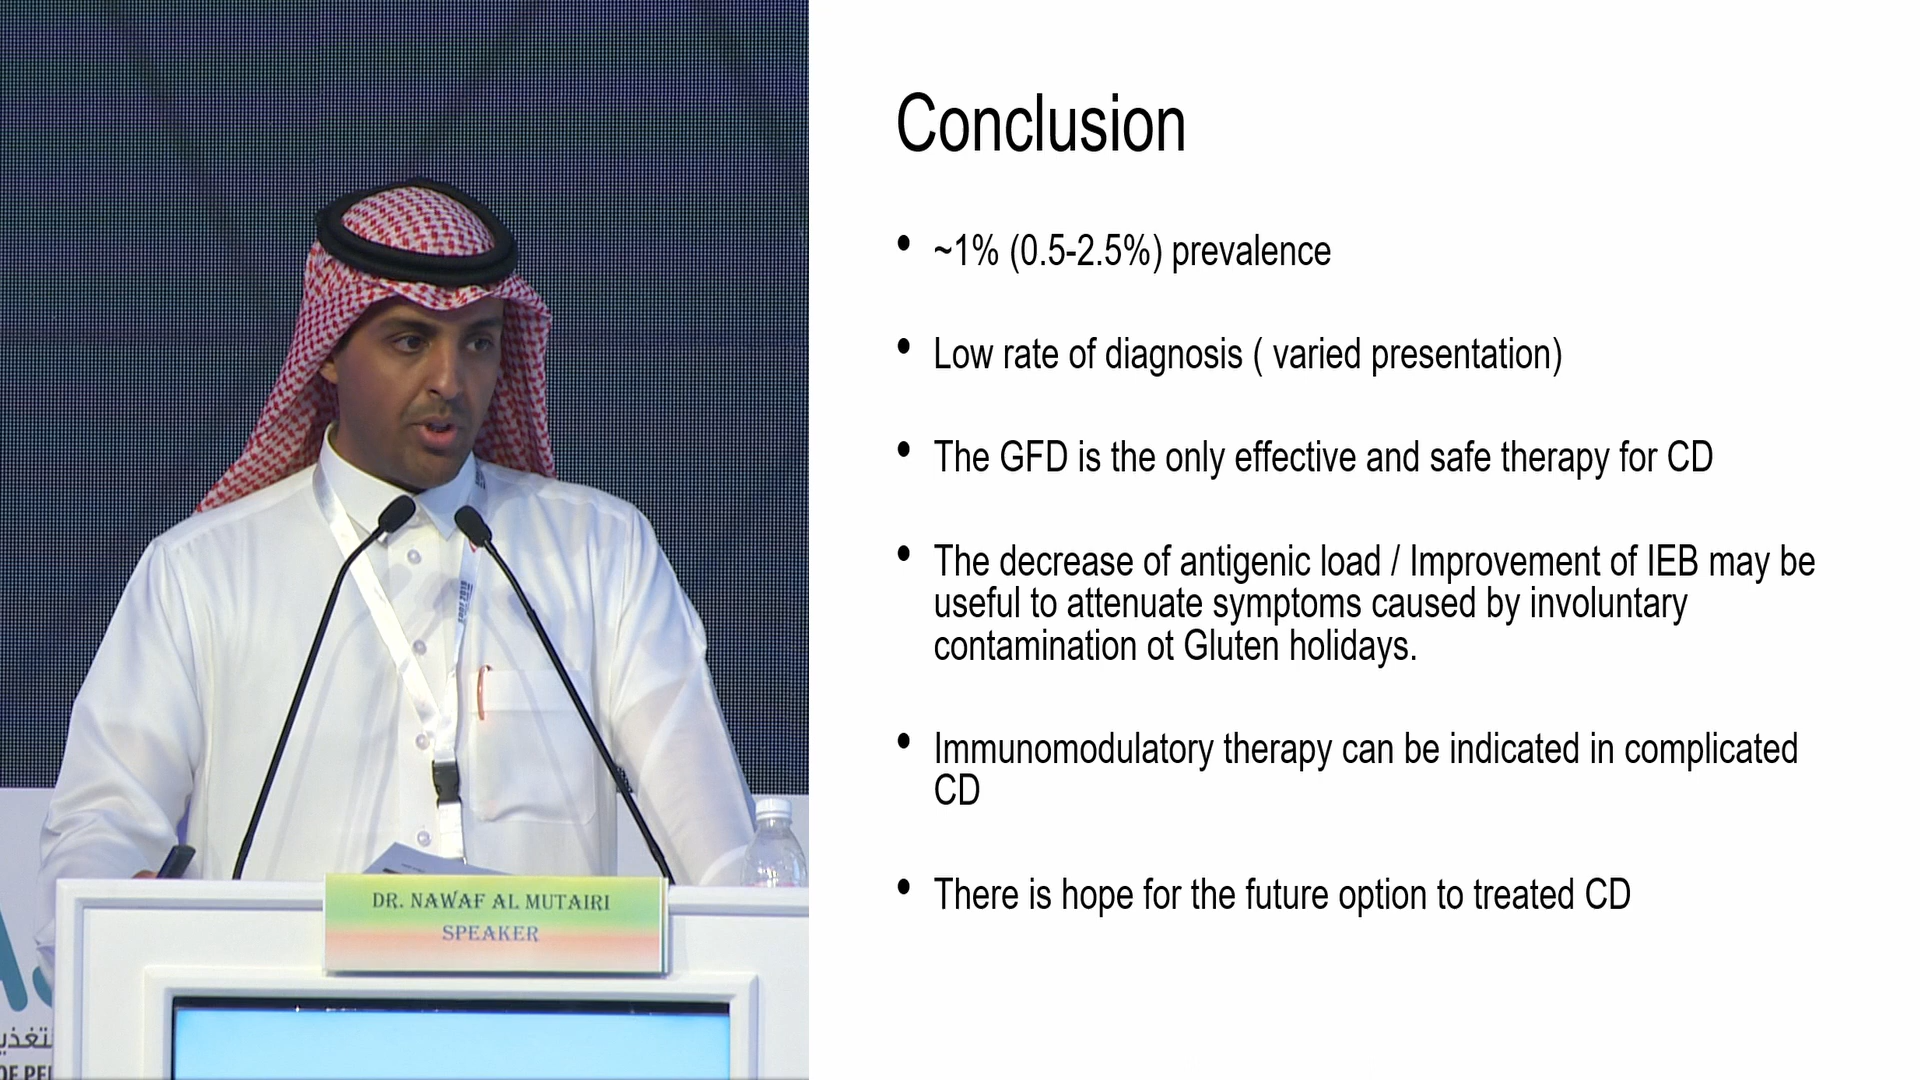 Conclusion
• ~1% (0.5-2.5%) prevalence
• Low rate of diagnosis ( varied presentation)
• The GFD is the only effective and safe therapy for CD
• The decrease of antigenic load / Improvement of IEB may be
useful to attenuate symptoms caused by involuntary
contamination ot Gluten holidays.
• Immunomodulatory therapy can be indicated in complicated
CD
• There is hope for the future option to treated CD
DR. NAWAF AL MUTAIRI
SPEAKER
OF